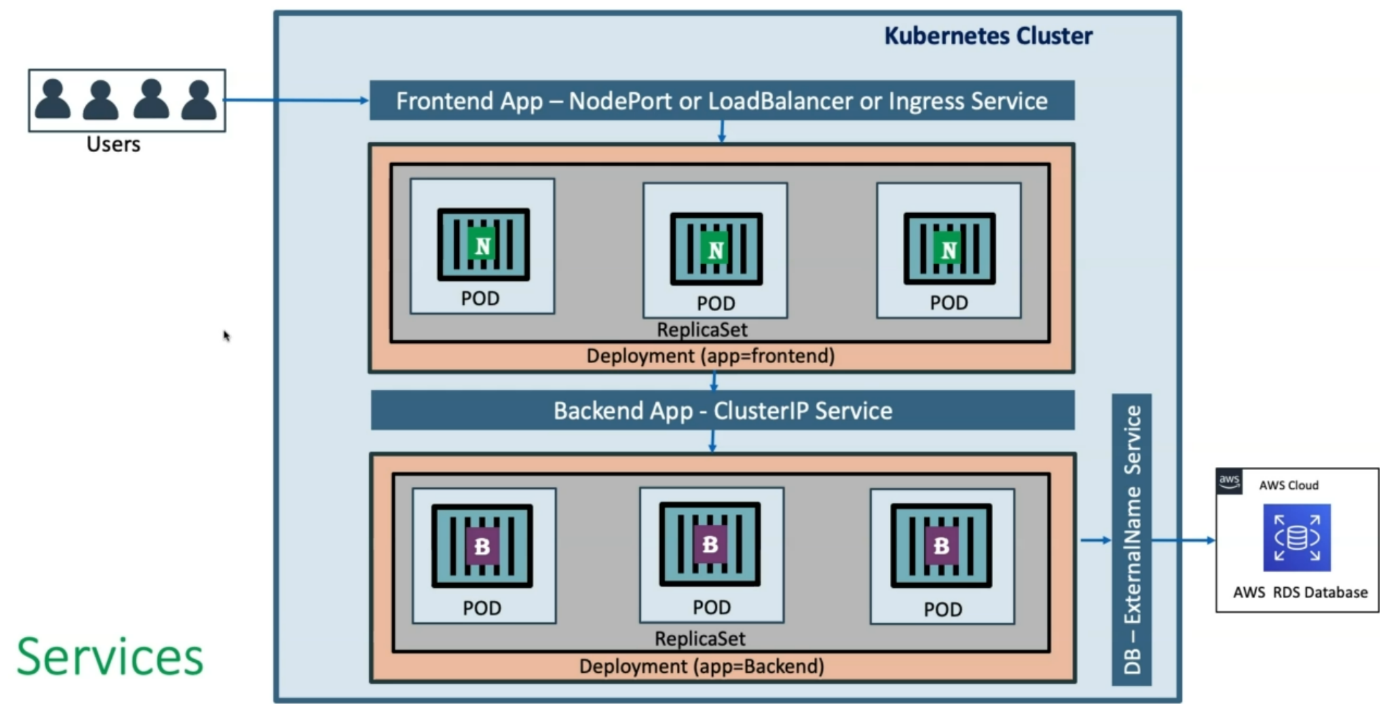 Kubernetes Cluster
Users
Frontend App – NodePort or LoadBalancer or Ingress Service
N
N
N
POD
POD
POD
ReplicaSet
Deployment (app=frontend)
Backend App - ClusterIP Service
B
B
B
POD
POD
POD
ReplicaSet
Deployment (app=Backend)
DB – ExternalName Service
aws
AWS Cloud
AWS RDS Database
Services